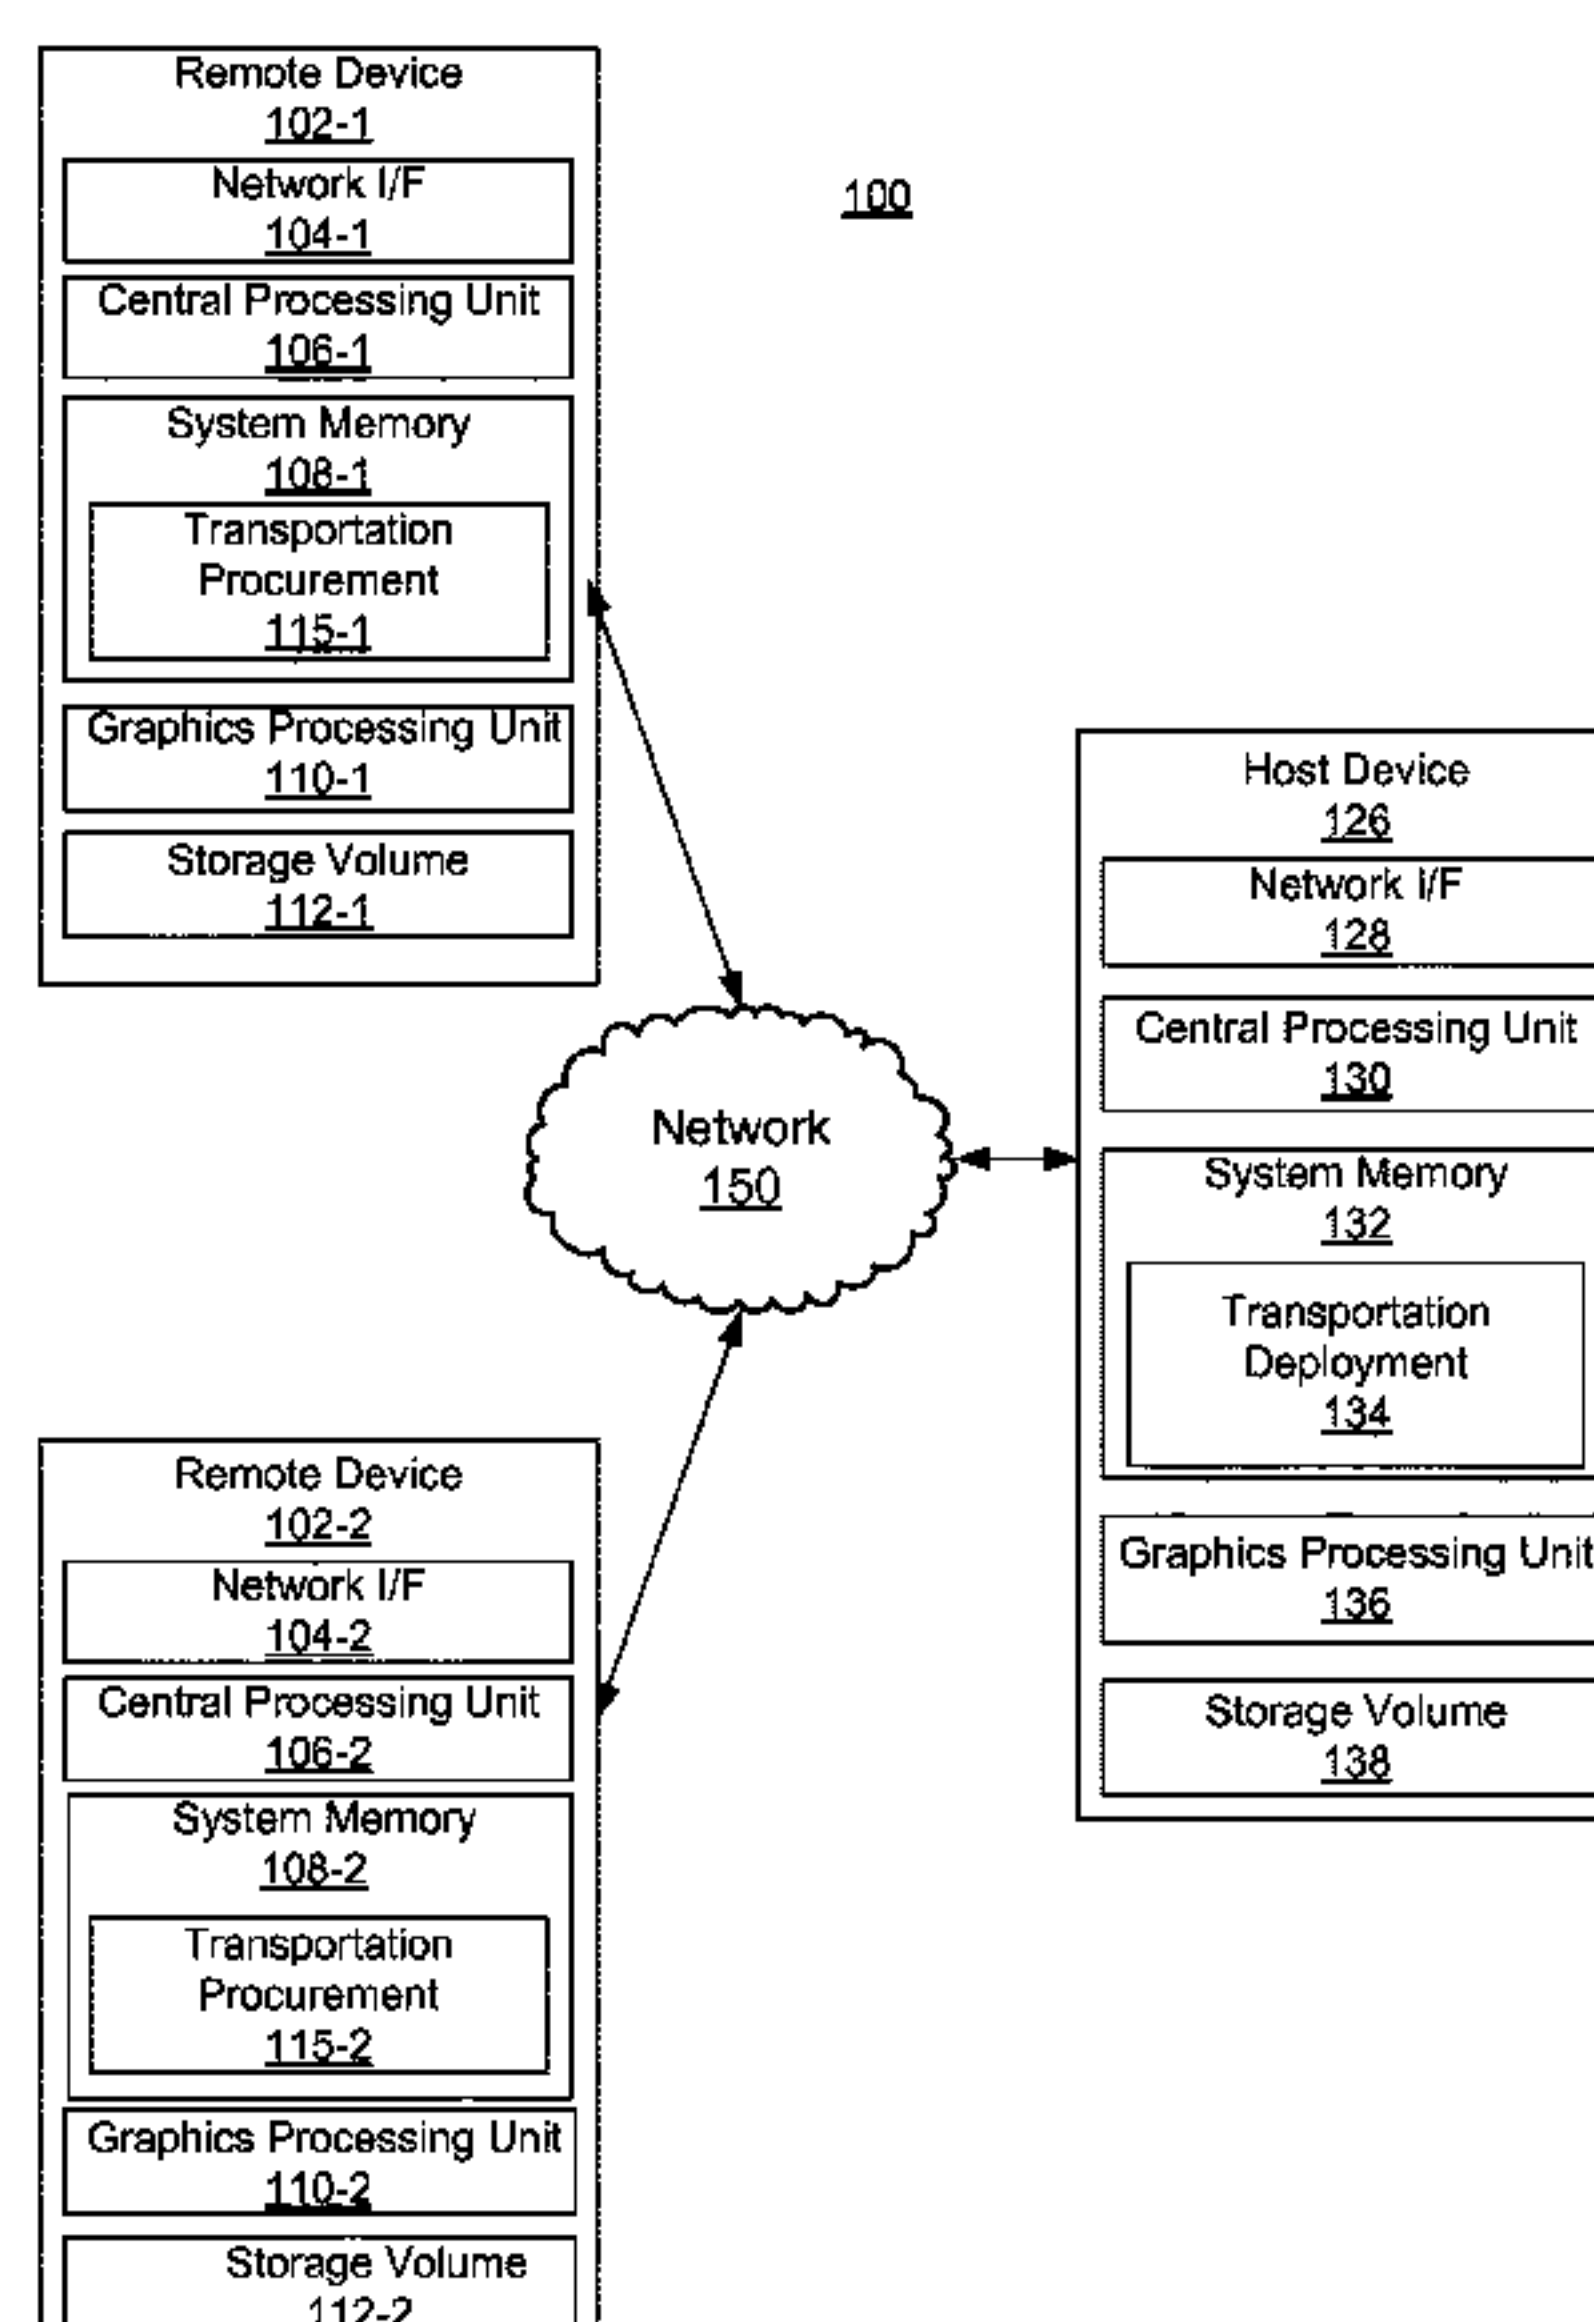 Remote Device
102-1
Network I/F
104-1
Central Processing Unit
106-1
System Memory
108-1
Transportation
Procurement
115-1
Graphics Processing Unit
110-1
Storage Volume
112-1
100
Network
150
Host Device
126
Network I/F
128
Central Processing Unit
130
System Memory
132
Transportation
Deployment
134
Graphics Processing Unit
136
Storage Volume
138
Remote Device
102-2
Network I/F
104-2
Central Processing Unit
106-2
System Memory
108-2
Transportation
Procurement
115-2
Graphics Processing Unit
110-2
Storage Volume
112-2